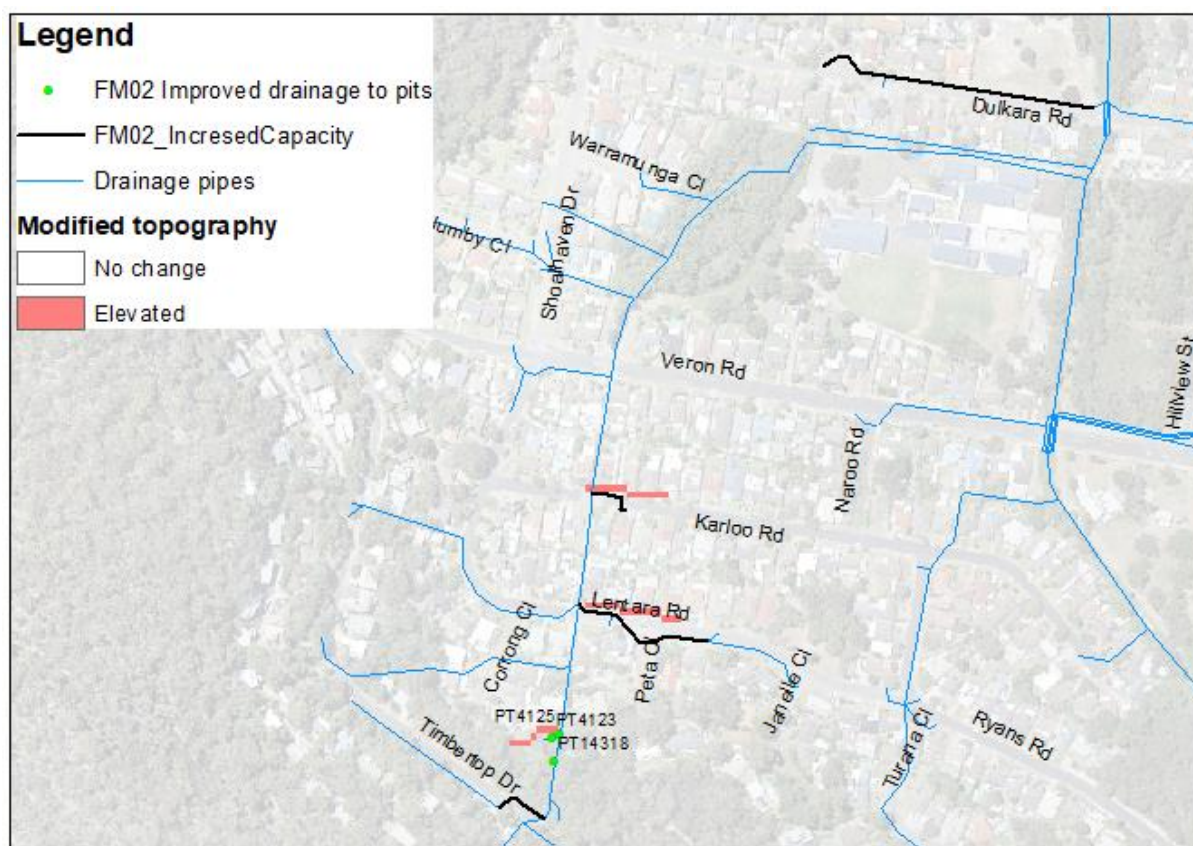 Legend
FM02 Improved drainage to pits
FM02_IncresedCapacity
Drainage pipes
Modified topography
No change
Elevated
Dulkara Rd
Warramunga Cl
Shoalhaven Dr
Cl
Veron Rd
Hillview St
Naroo Rd
Karloo Rd
Lentara Rd
Corrong Cl
Peta Cl
Janelle Cl
PT4125
PT4123
PT14318
Timbertop Dr
Turana Cl
Ryans Rd